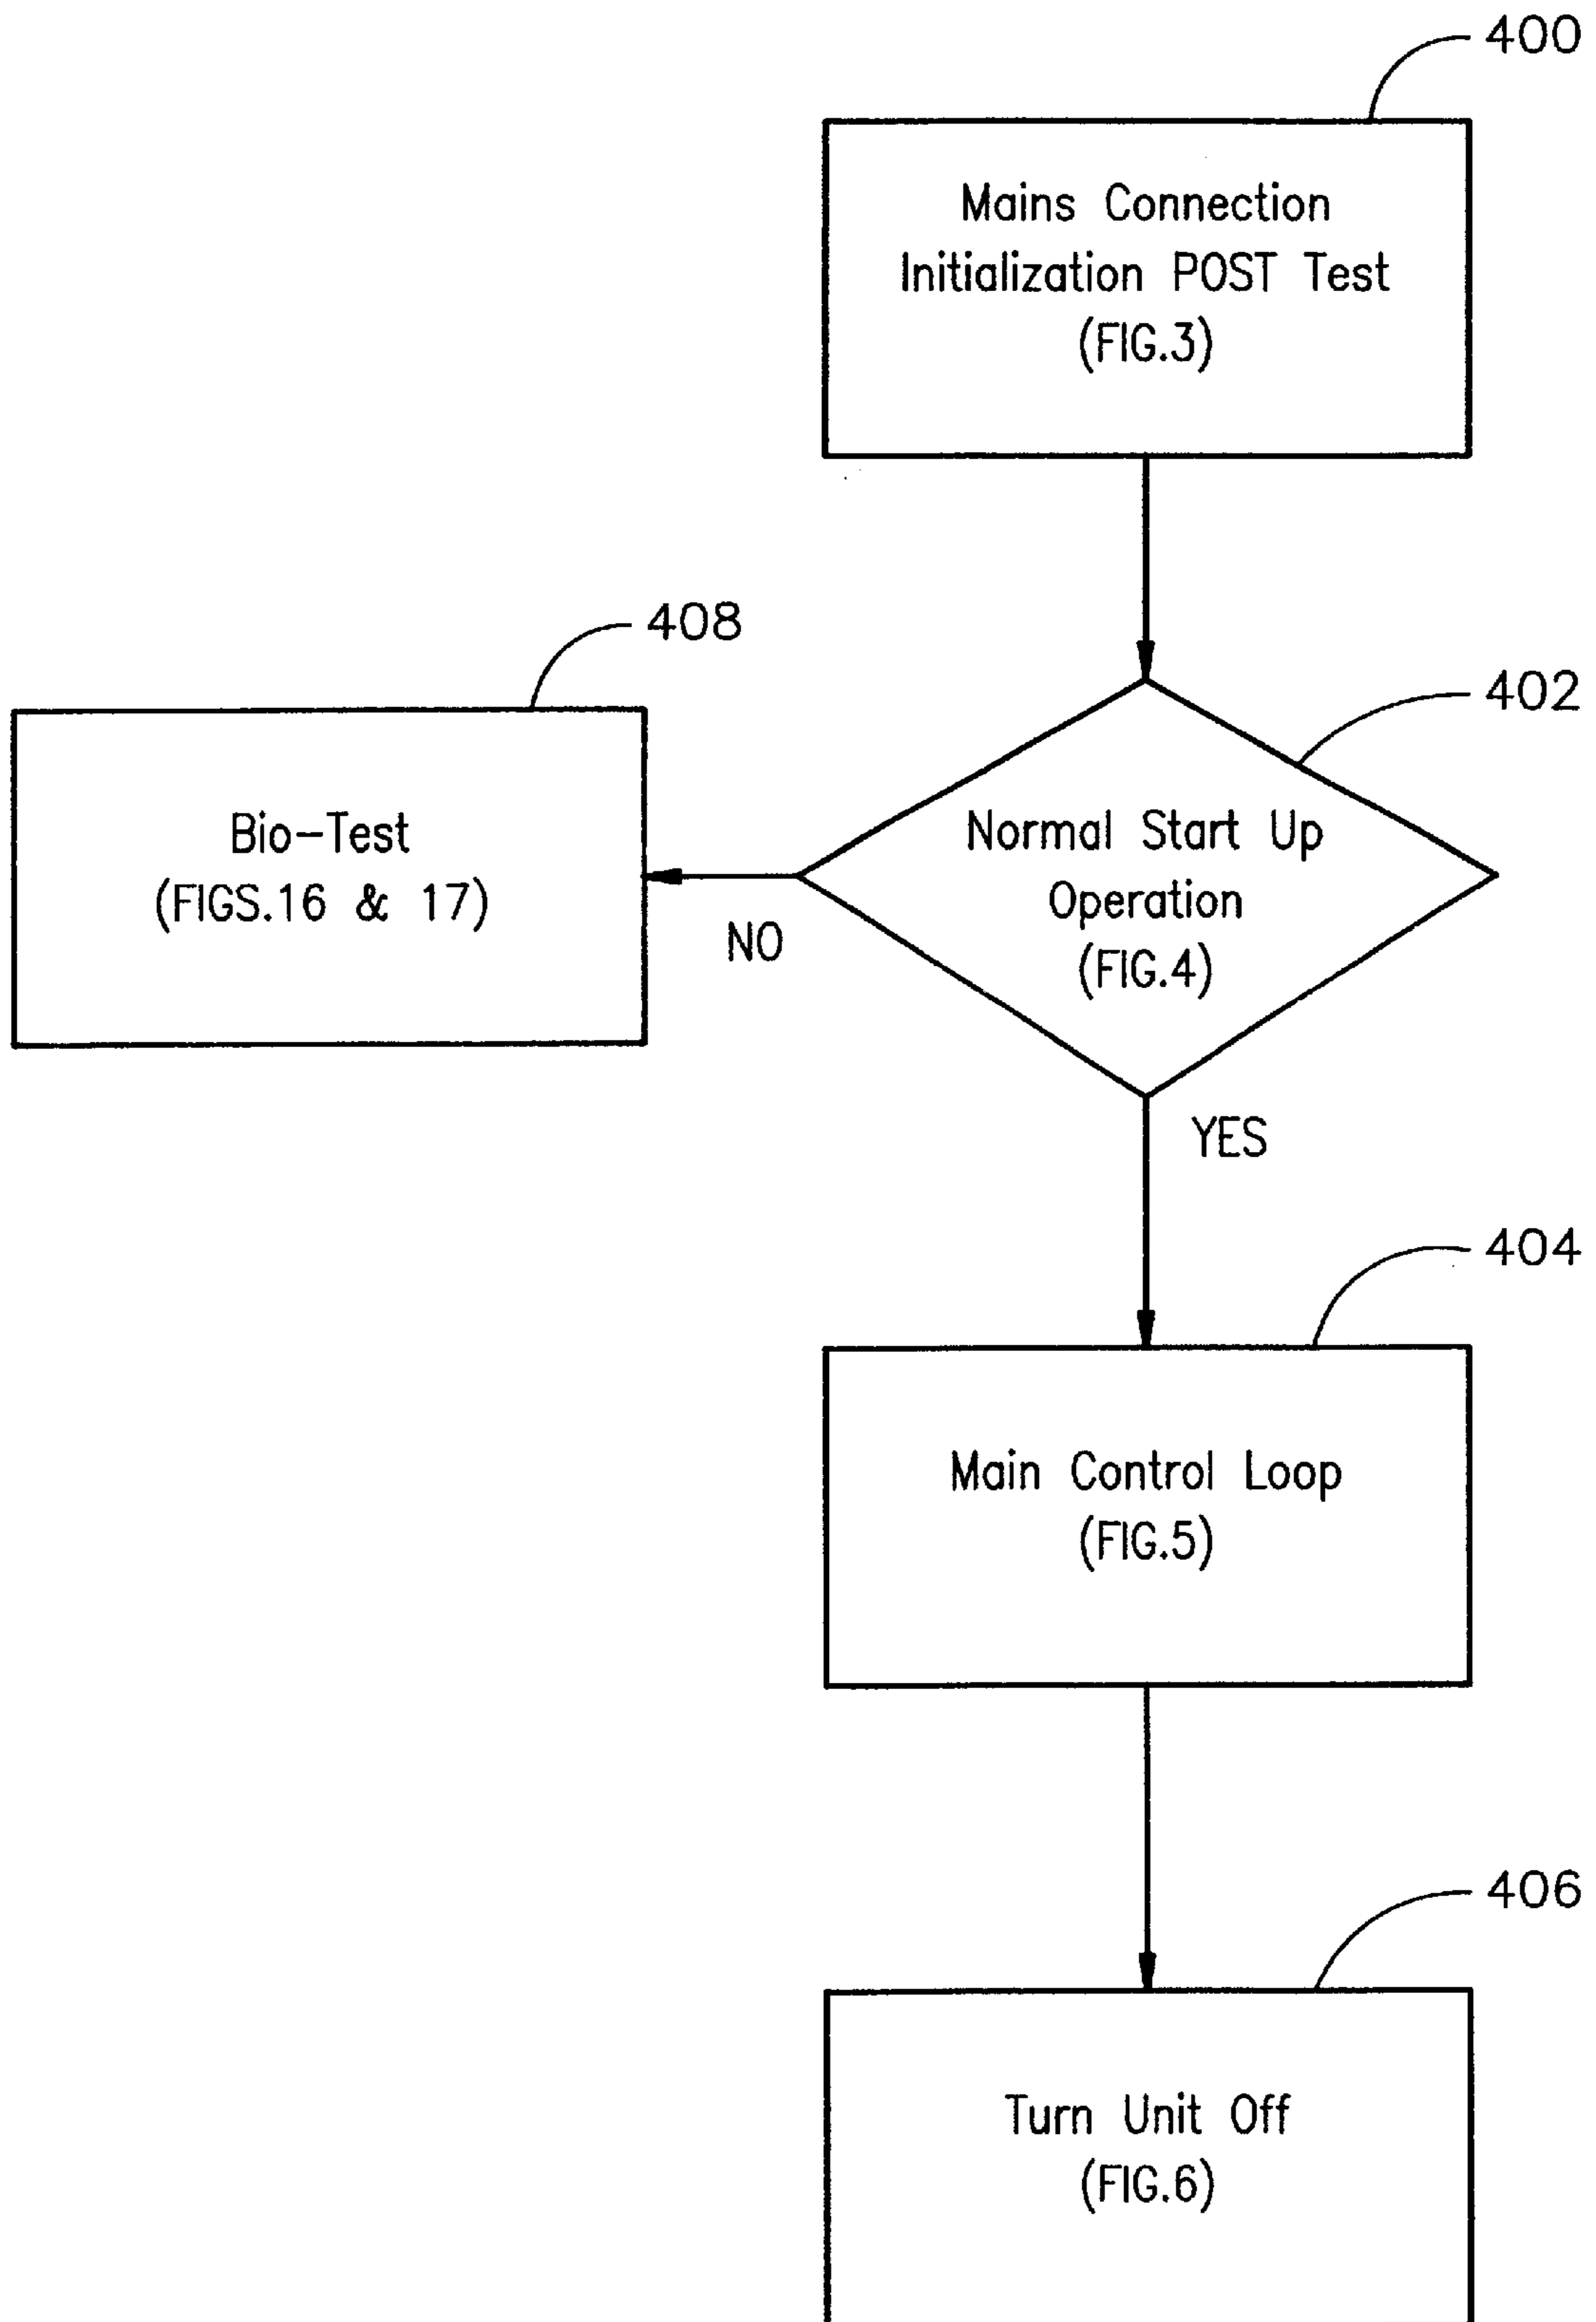 400
Mains Connection
Initialization POST Test
(FIG.3)
408
402
Bio-Test
(FIGS.16 & 17)
Normal Start Up
Operation
(FIG.4)
NO
YES
404
Main Control Loop
(FIG.5)
406
Turn Unit Off
(FIG.6)